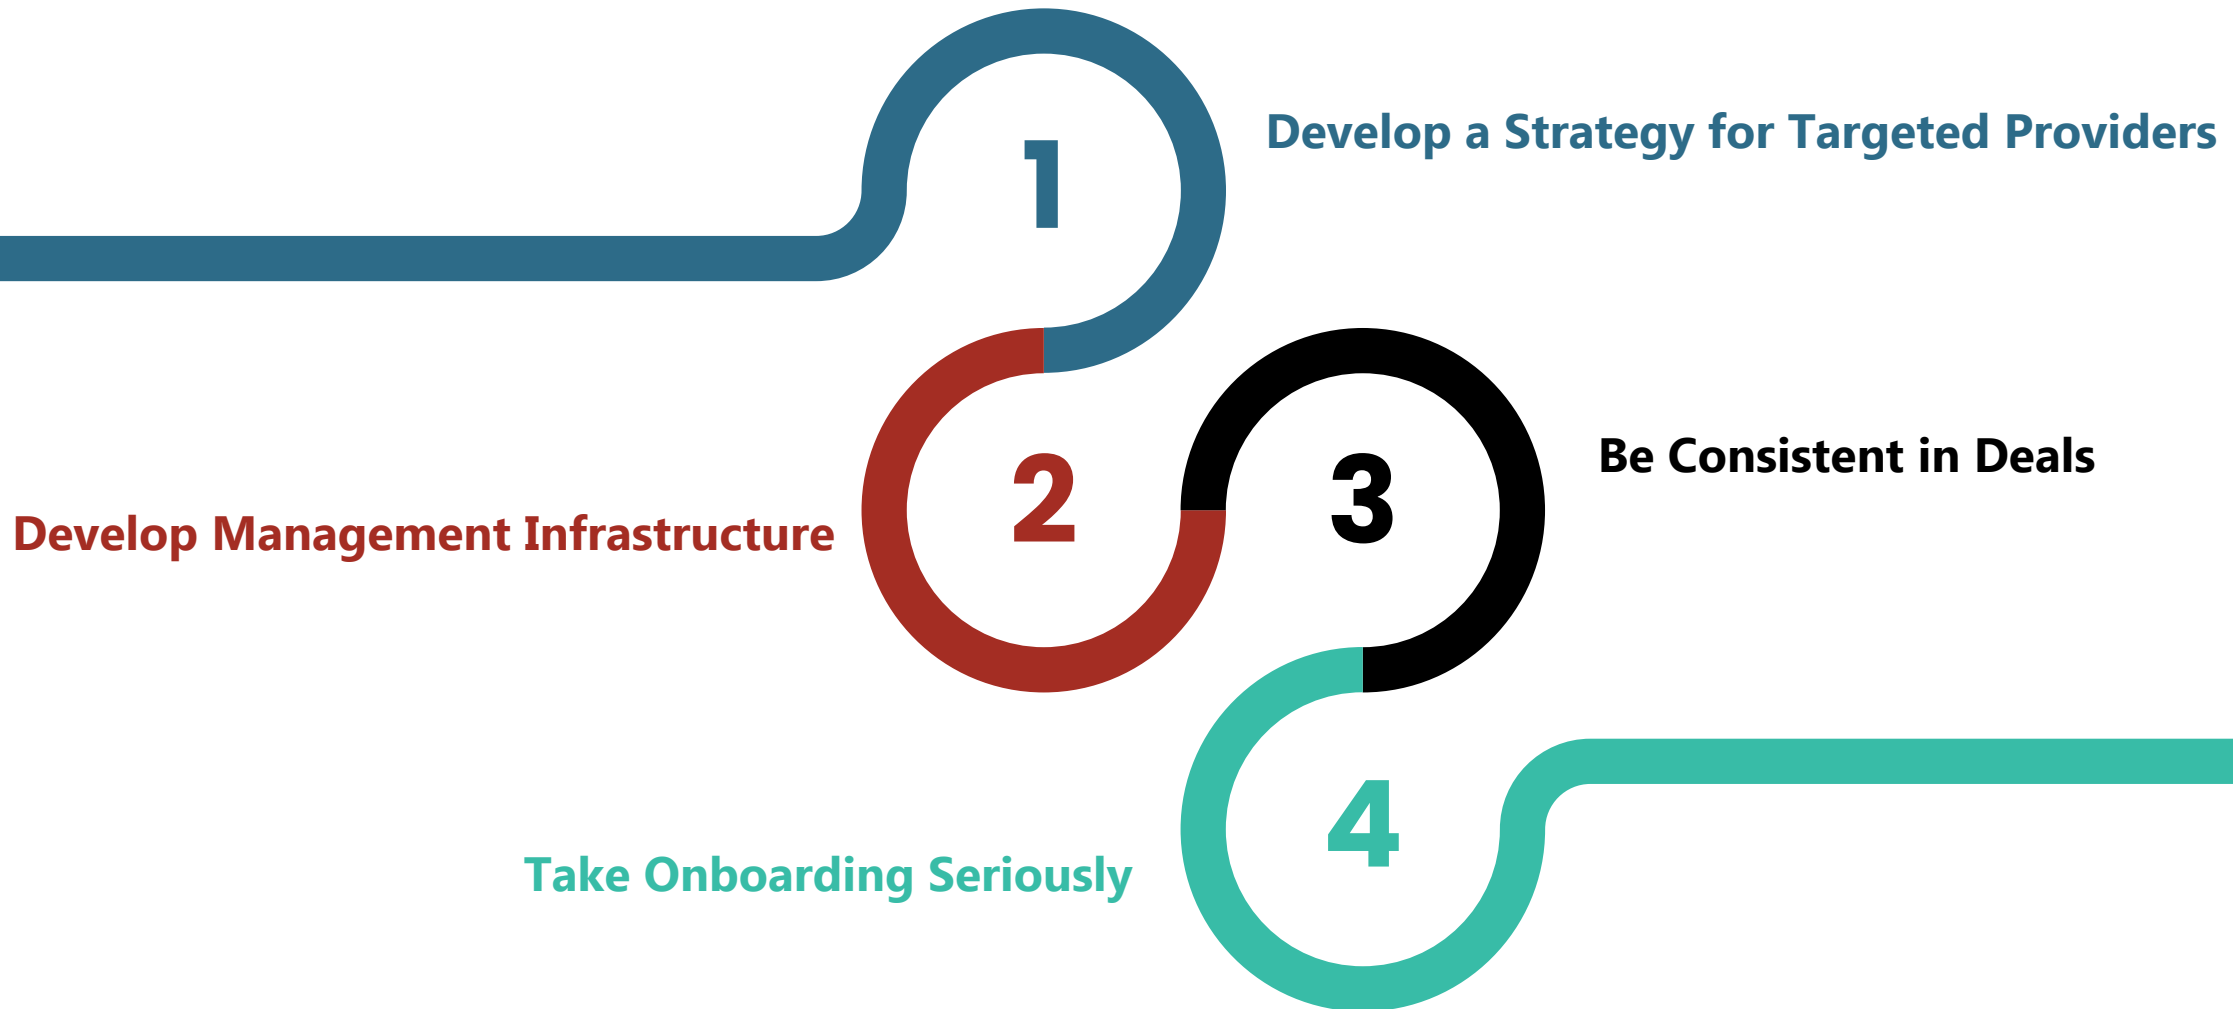 1
Develop a Strategy for Targeted Providers
2
Develop Management Infrastructure
3
Be Consistent in Deals
4
Take Onboarding Seriously